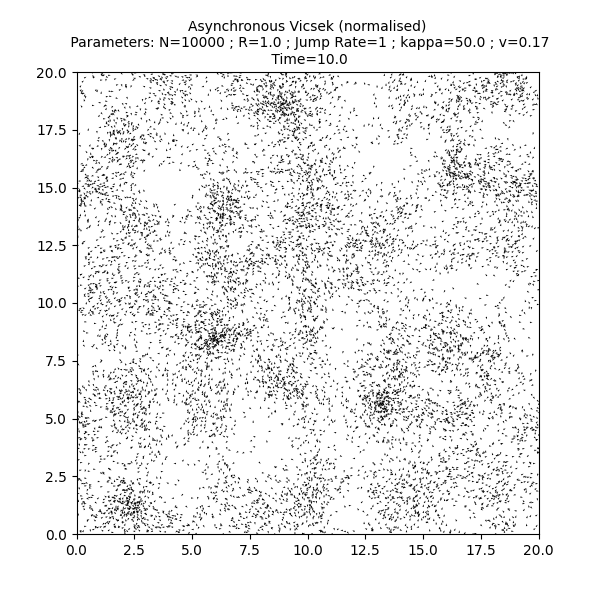 Asynchronous Vicsek (normalised)
Parameters: N=10000 ; R=1.0 ; Jump Rate=1 ; kappa=50.0 ; v=0.17
Time=10.0
20.0
17.5
15.0
12.5
10.0
7.5
5.0
2.5
0.0
0.0 2.5 5.0 7.5 10.0 12.5 15.0 17.5 20.0